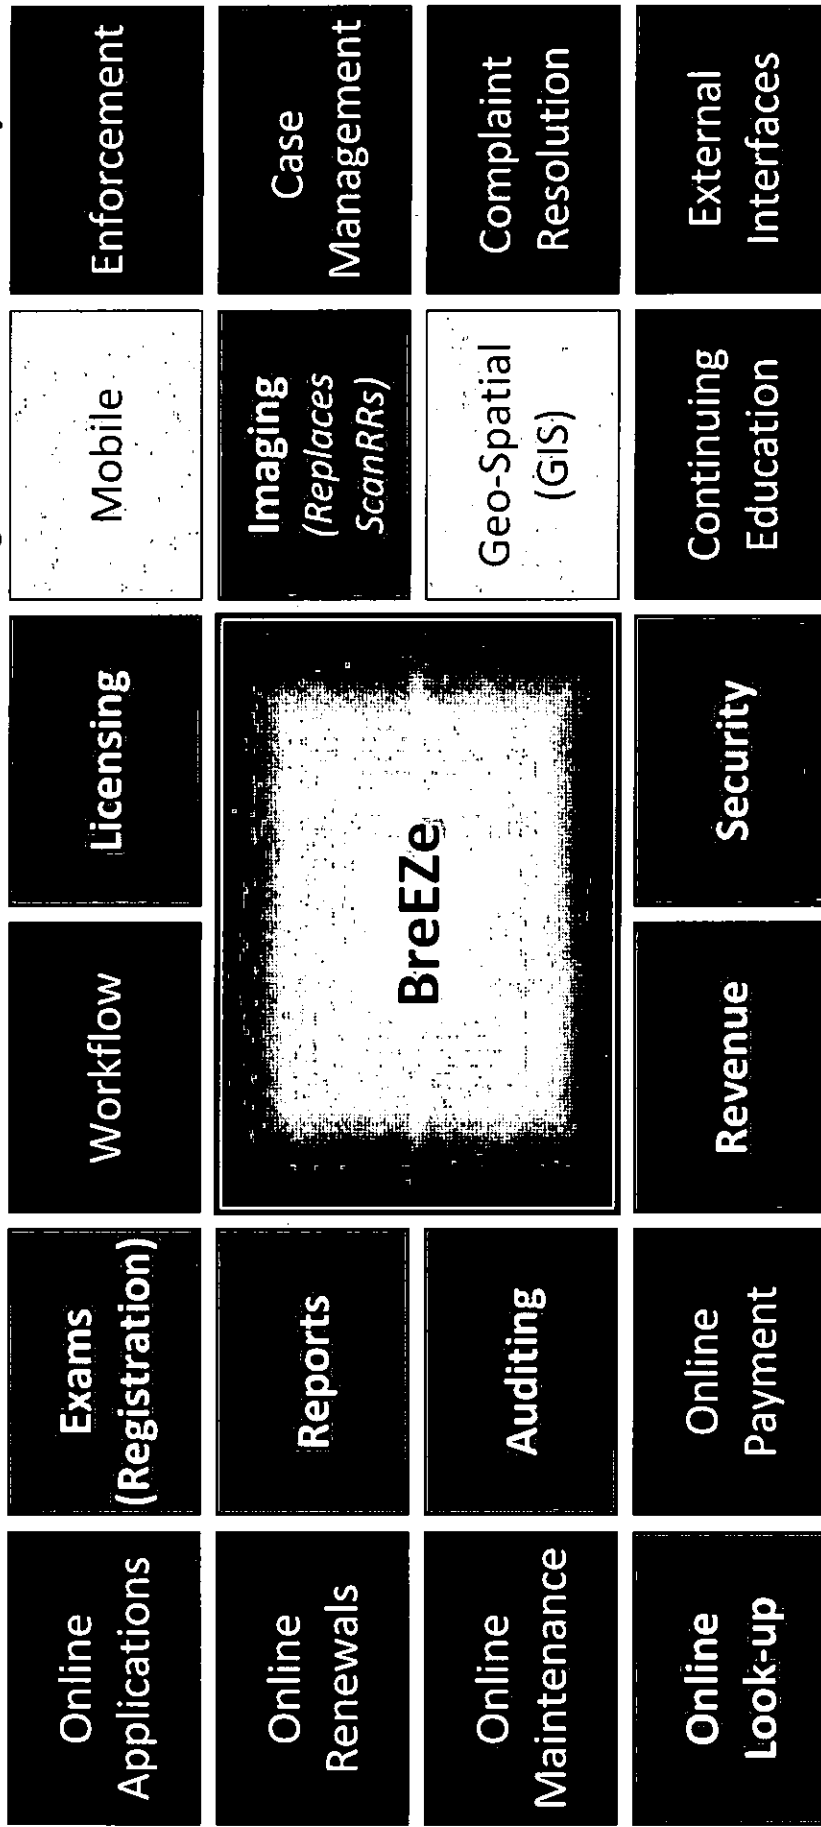 Online
Applications
Exams
(Registration)
Workflow
Licensing
Mobile
Enforcement
Online
Renewals
Reports
BreEZe
Imaging
(Replaces
ScanRRs)
Case
Management
Online
Maintenance
Auditing
Geo-Spatial
(GIS)
Complaint
Resolution
Online
Look-up
Online
Payment
Revenue
Security
Continuing
Education
External
Interfaces